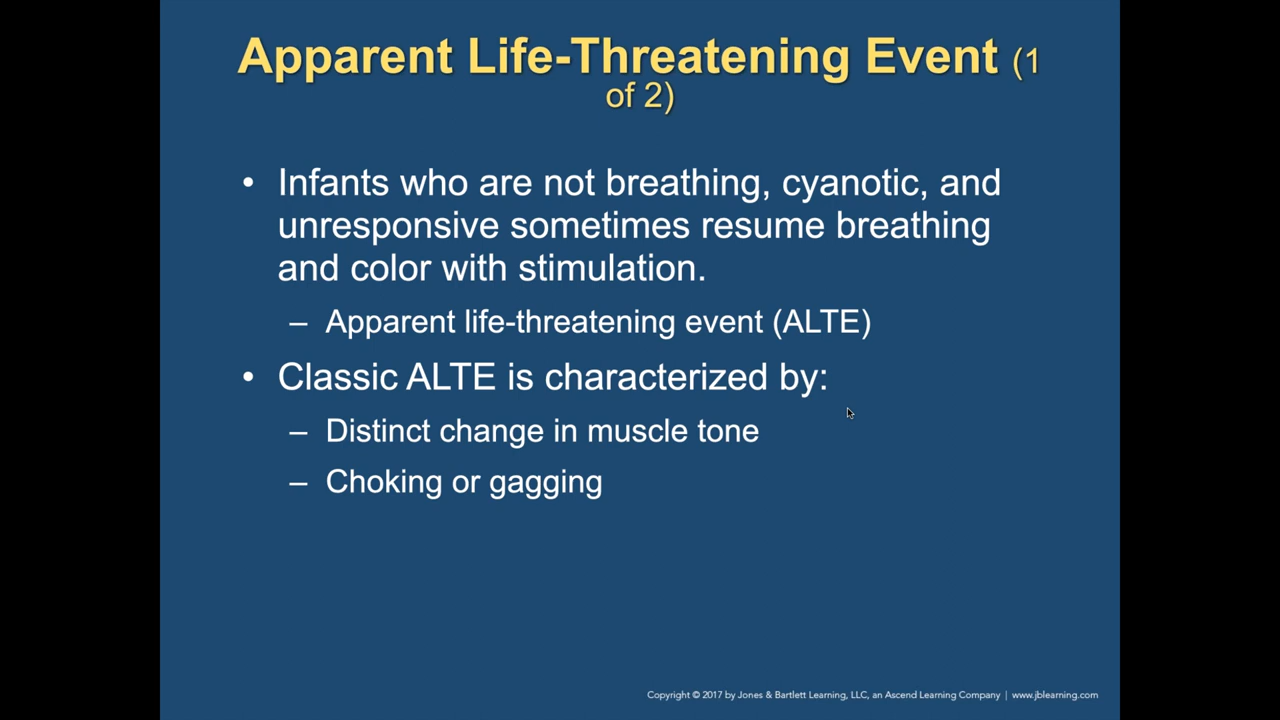 Apparent Life-Threatening Event (1
of 2)
• Infants who are not breathing, cyanotic, and
unresponsive sometimes resume breathing
and color with stimulation.
– Apparent life-threatening event (ALTE)
• Classic ALTE is characterized by:
– Distinct change in muscle tone
– Choking or gagging
Copyright © 2017 by Jones & Bartlett Learning, LLC, an Ascend Learning Company | www.jblearning.com